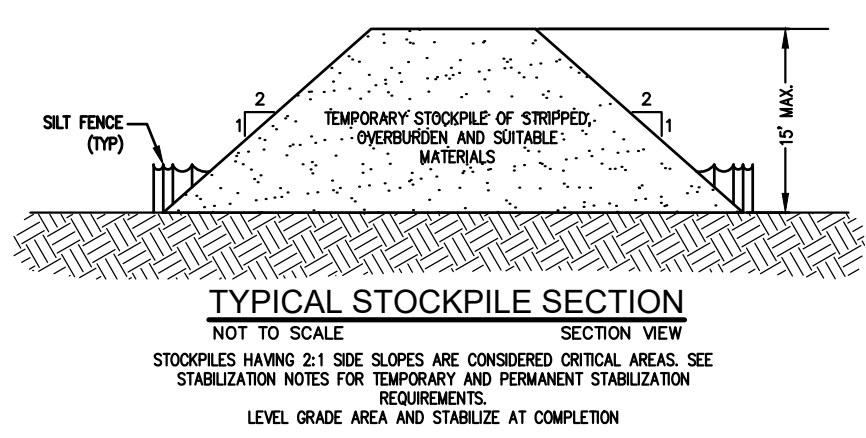 2
1
SILT FENCE
(TYP)
TEMPORARY STOCKPILE OF STRIPPED,
OVERBURDEN AND SUITABLE
MATERIALS
2
1
15' MAX.
TYPICAL STOCKPILE SECTION
NOT TO SCALE SECTION VIEW
STOCKPILES HAVING 2:1 SIDE SLOPES ARE CONSIDERED CRITICAL AREAS. SEE
STABILIZATION NOTES FOR TEMPORARY AND PERMANENT STABILIZATION
REQUIREMENTS.
LEVEL GRADE AREA AND STABILIZE AT COMPLETION